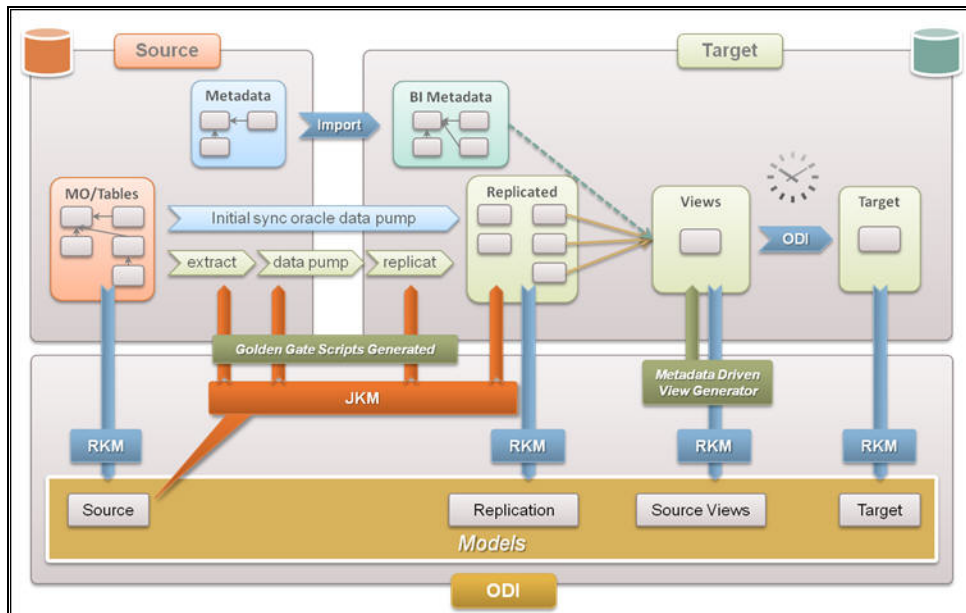 Source
Target
Metadata
BI Metadata
Import
MO/Tables
Replicated
Views
Target
Initial sync oracle data pump
ODI
extract
data pump
replicat
Golden Gate Scripts Generated
Metadata Driven
View Generator
JKM
RKM
RKM
RKM
RKM
Source
Replication
Source Views
Target
Models
ODI